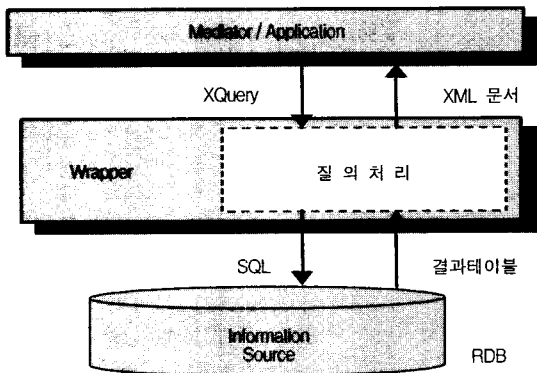 Mediator / Application
XQuery
XML 문서
Wrapper
질 의 처 리
SQL
결과테이블
Information
Source
RDB